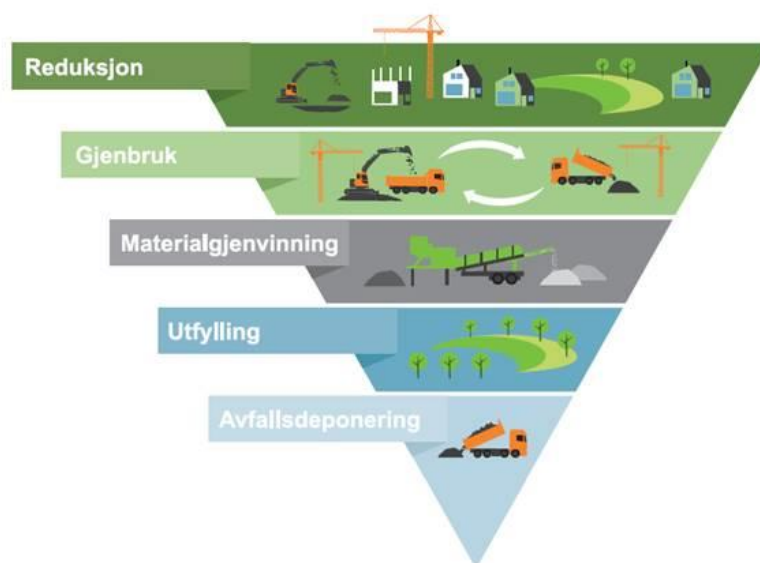 Reduksjon
Gjenbruk
Materialgjenvinning
Utfylling
Avfallsdeponering